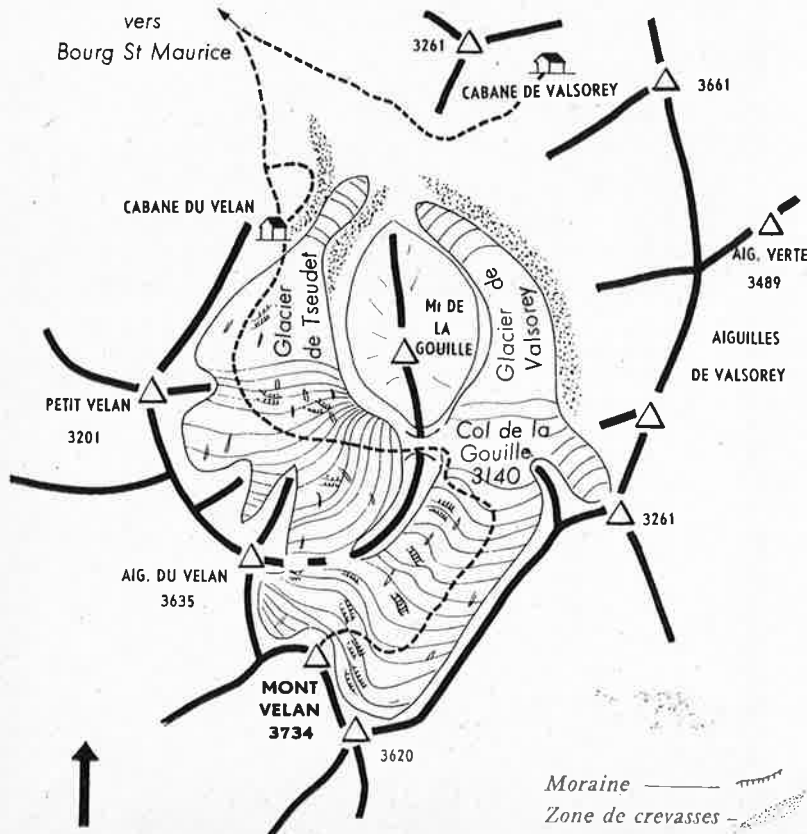 vers
Bourg St Maurice
3261
CABANE DE VALSOREY
3661
CABANE DU VELAN
Glacier
de Tseudet
Mt DE
LA
GOUILLE
Glacier de
Valsorey
AIG. VERTE
3489
AIGUILLES
DE VALSOREY
PETIT VELAN
3201
Col de la
Gouille
3140
3261
AIG. DU VELAN
3635
MONT
VELAN
3734
3620
Moraine
Zone de crevasses